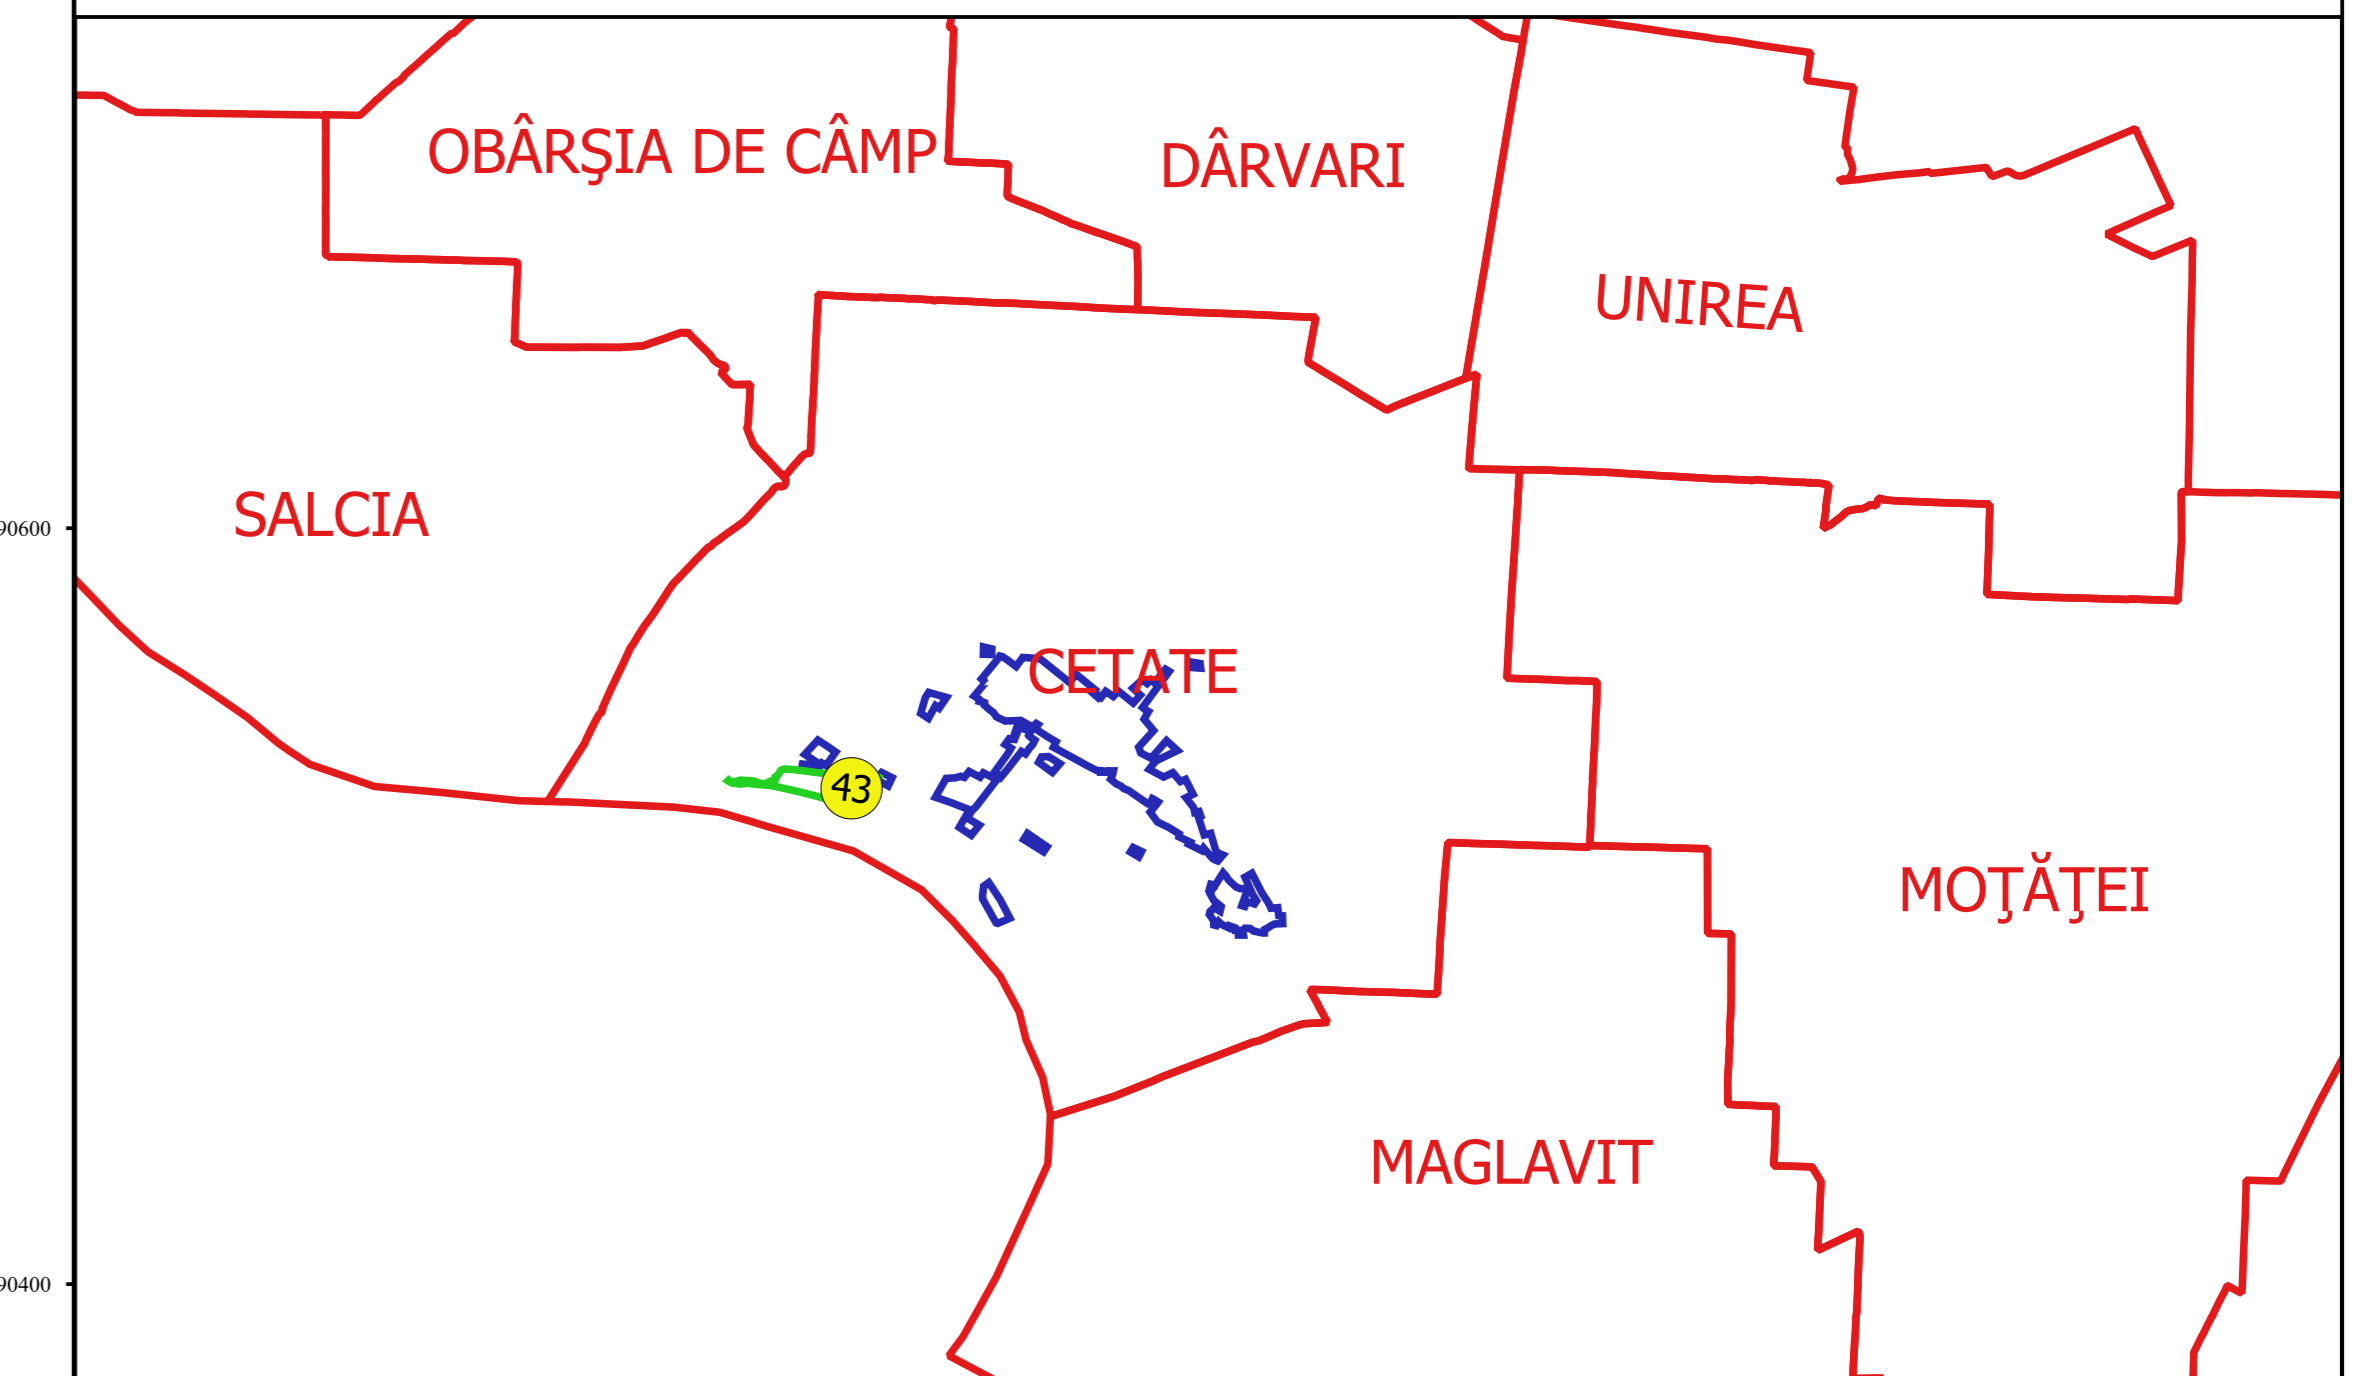 OBÂRŞIA DE CÂMP
DÂRVARI
UNIREA
SALCIA
90600
CETATE
43
MOŢĂŢEI
MAGLAVIT
90400